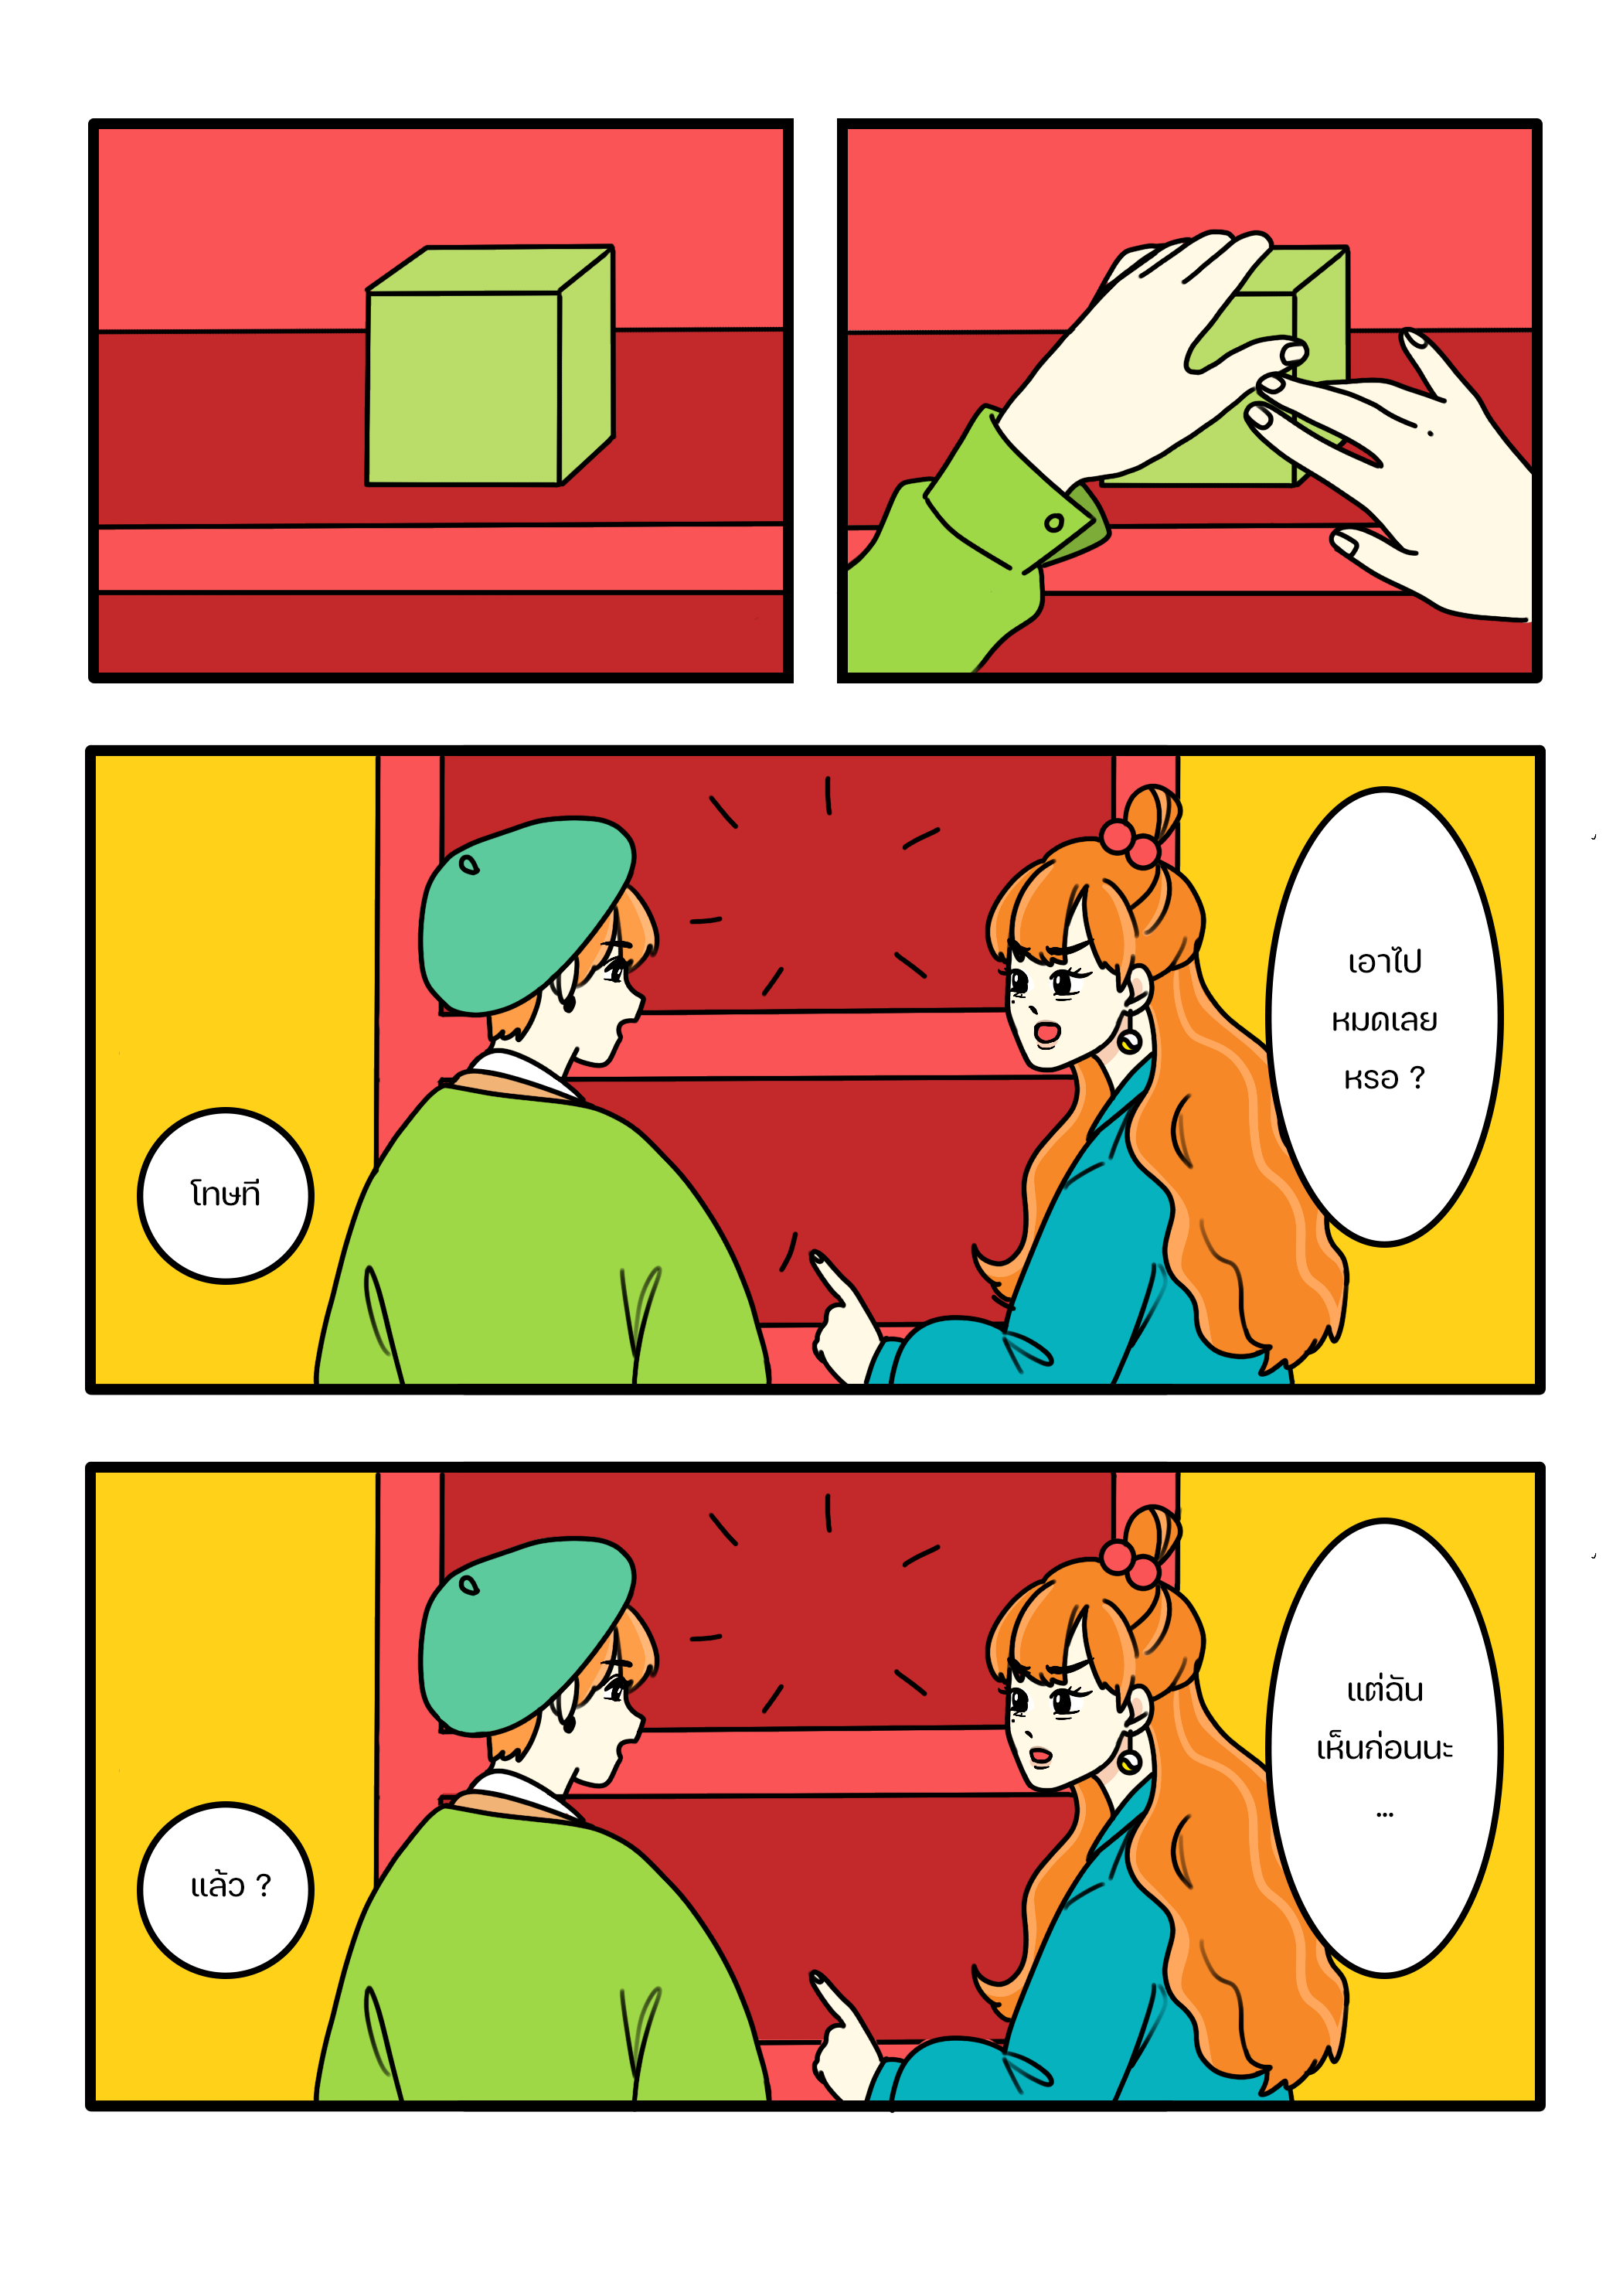 เอาไป
หมดเลย
หรอ ?
โทษที
แต่ฉัน
เห็นก่อนนะ
...
แล้ว ?